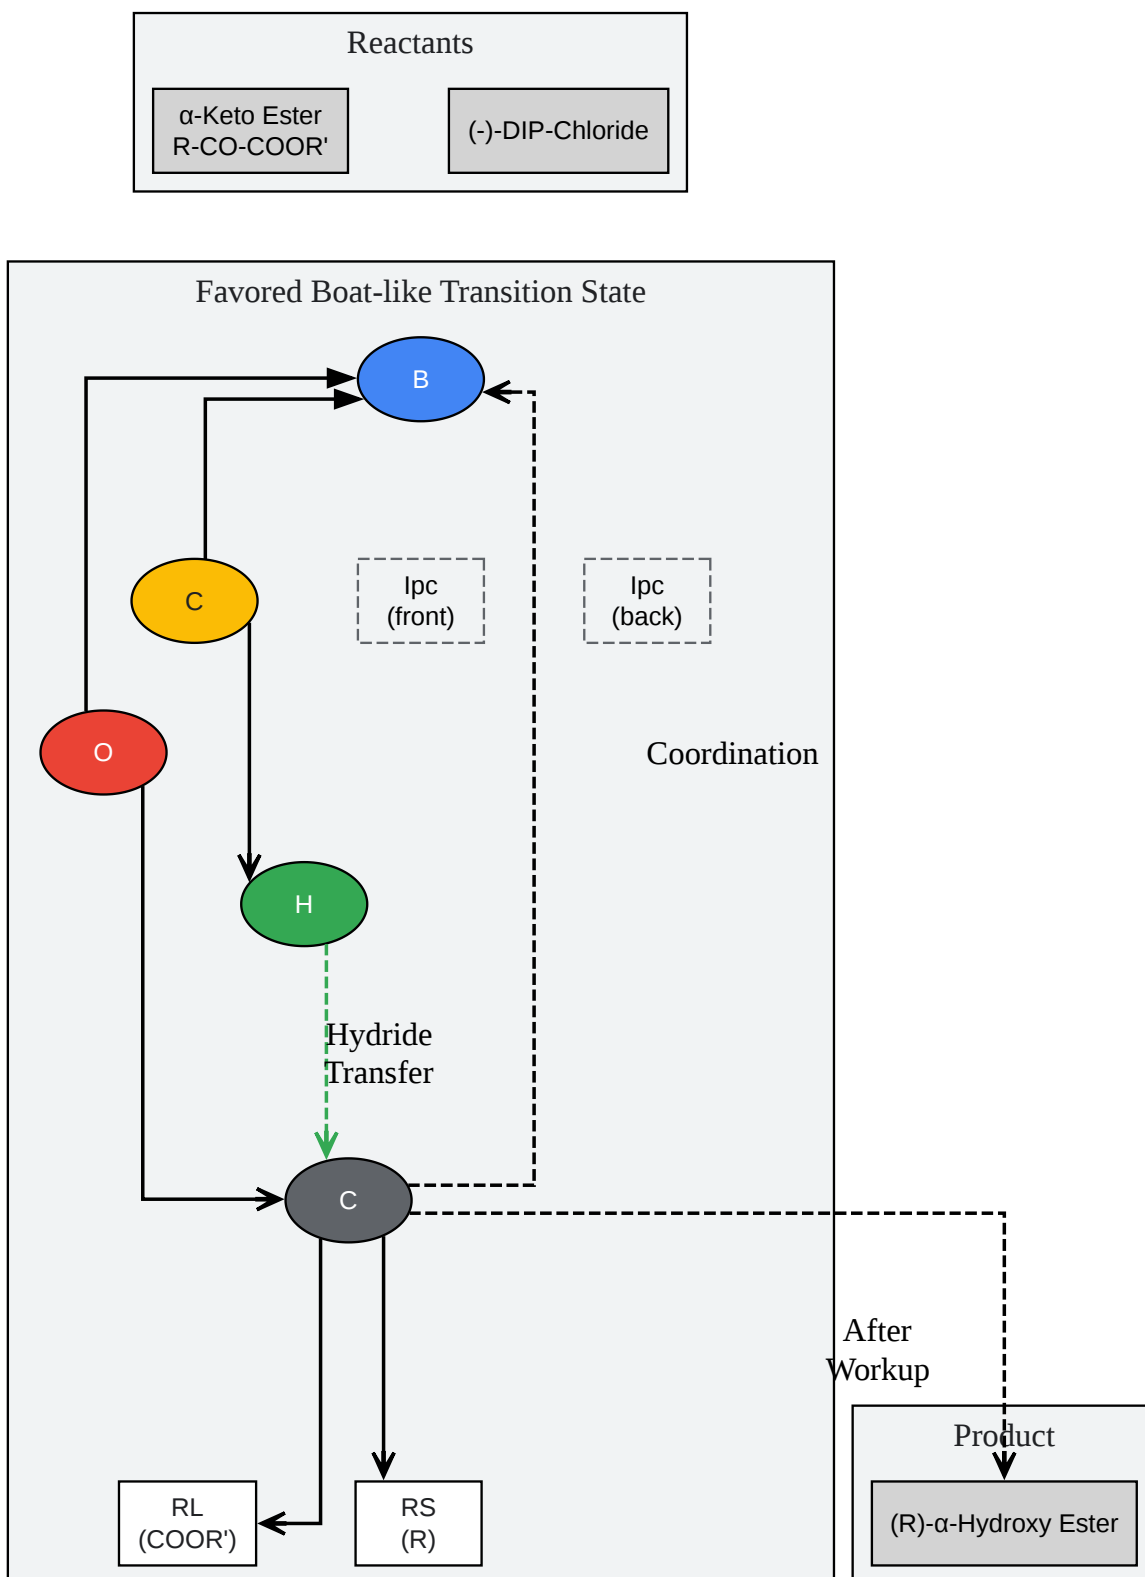 Reactants
α-Keto Ester
R-CO-COOR'
(-)-DIP-Chloride
Favored Boat-like Transition State
B
C
Ipc
(front)
Ipc
(back)
O
Coordination
H
Hydride
Transfer
C
After
Workup
Product
RL
(COOR')
RS
(R)
(R)-α-Hydroxy Ester